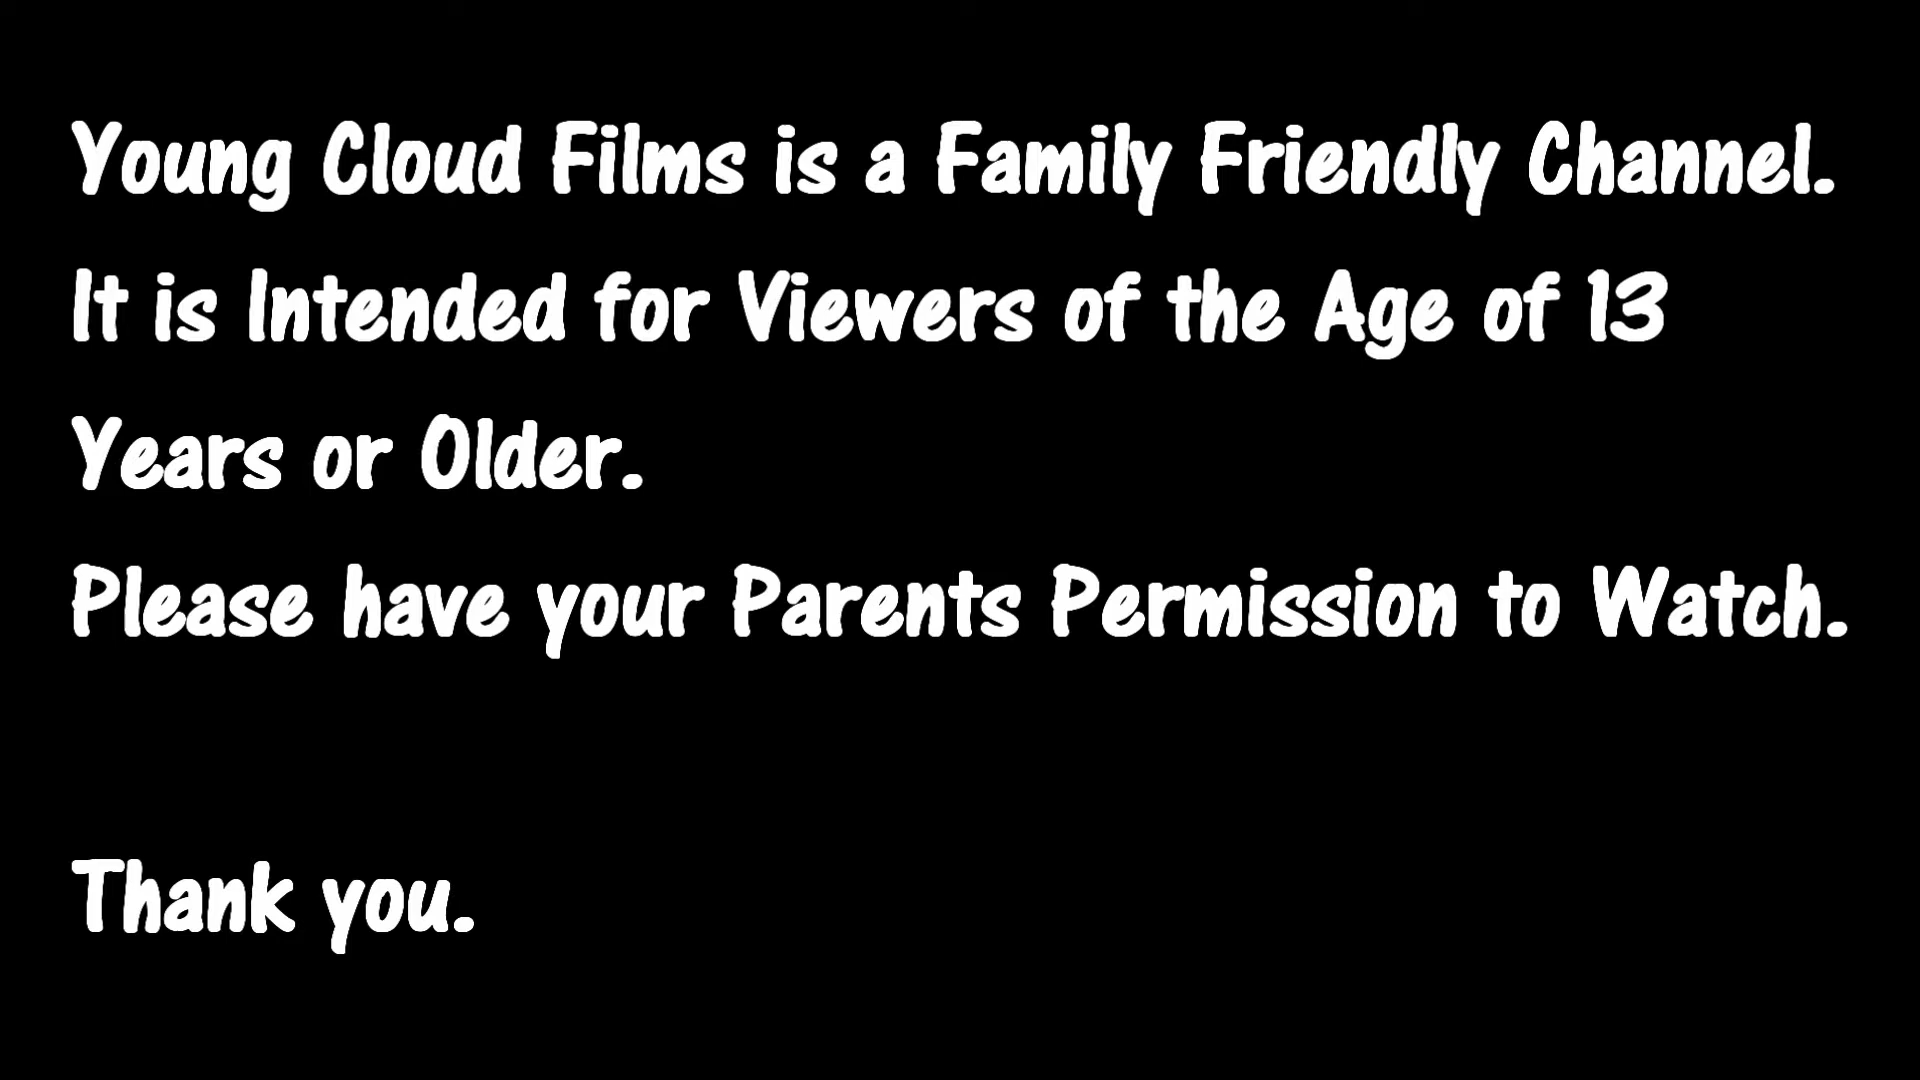 Young Cloud Films is a Family Friendly Channel.
It is Intended for Viewers of the Age of 13
Years or Older.
Please have your Parents Permission to Watch.
Thank you.